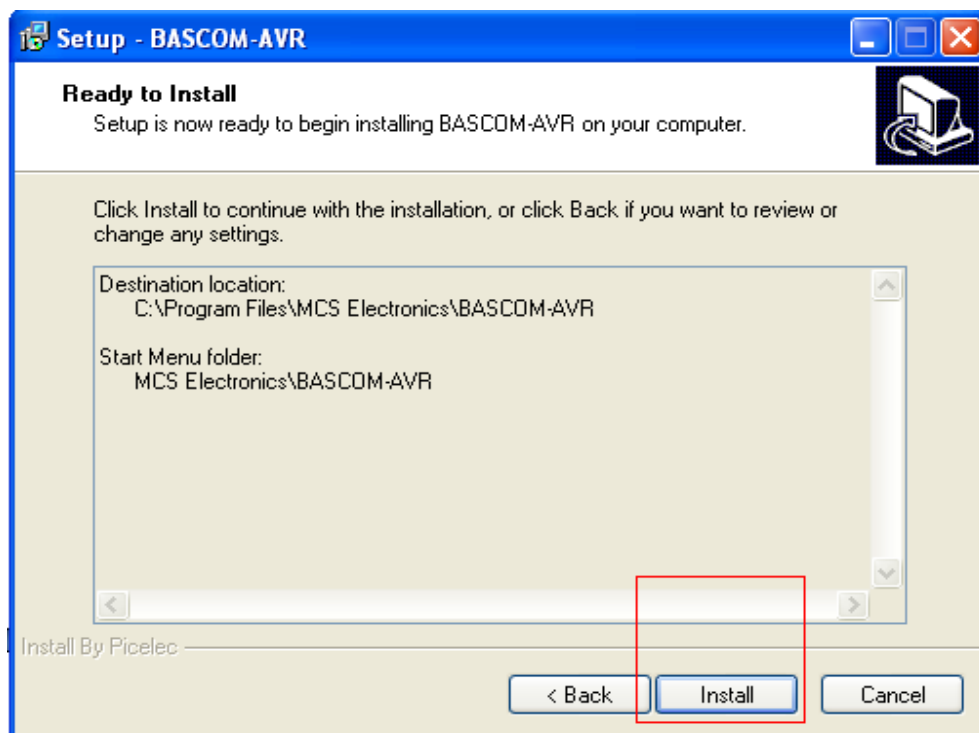 Setup - BASCOM-AVR
Ready to Install
Setup is now ready to begin installing BASCOM-AVR on your computer.
Click Install to continue with the installation, or click Back if you want to review or
change any settings.
Destination location:
C:\Program Files\MCS Electronics\BASCOM-AVR
Start Menu folder:
MCS Electronics\BASCOM-AVR
Install By Picelec
< Back Install Cancel